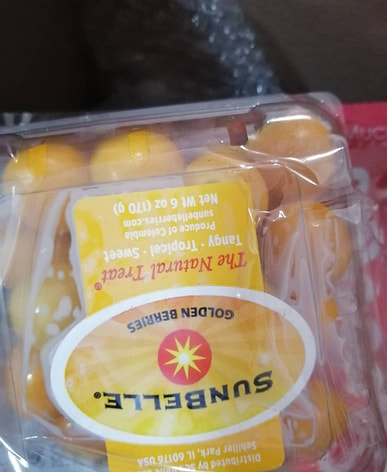 Distributed by
Schiller Park, IL 60176 USA
SUNBELLE®
GOLDEN BERRIES
The Natural Treat®
Tangy · Tropical · Sweet
Produce of Colombia
sunbelleberries.com
Net Wt 6 oz (170 g)